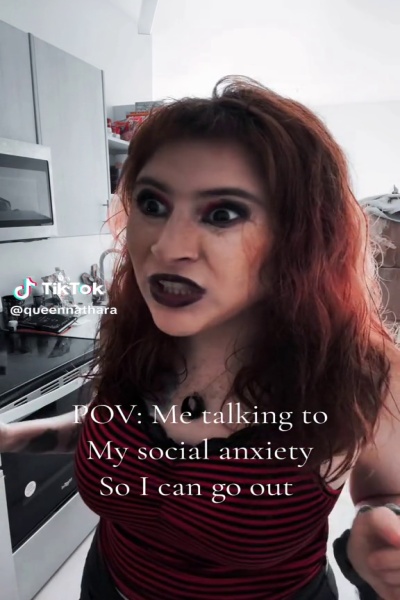 TikTok
@queennathara
POV: Me talking to
My social anxiety
So I can go out